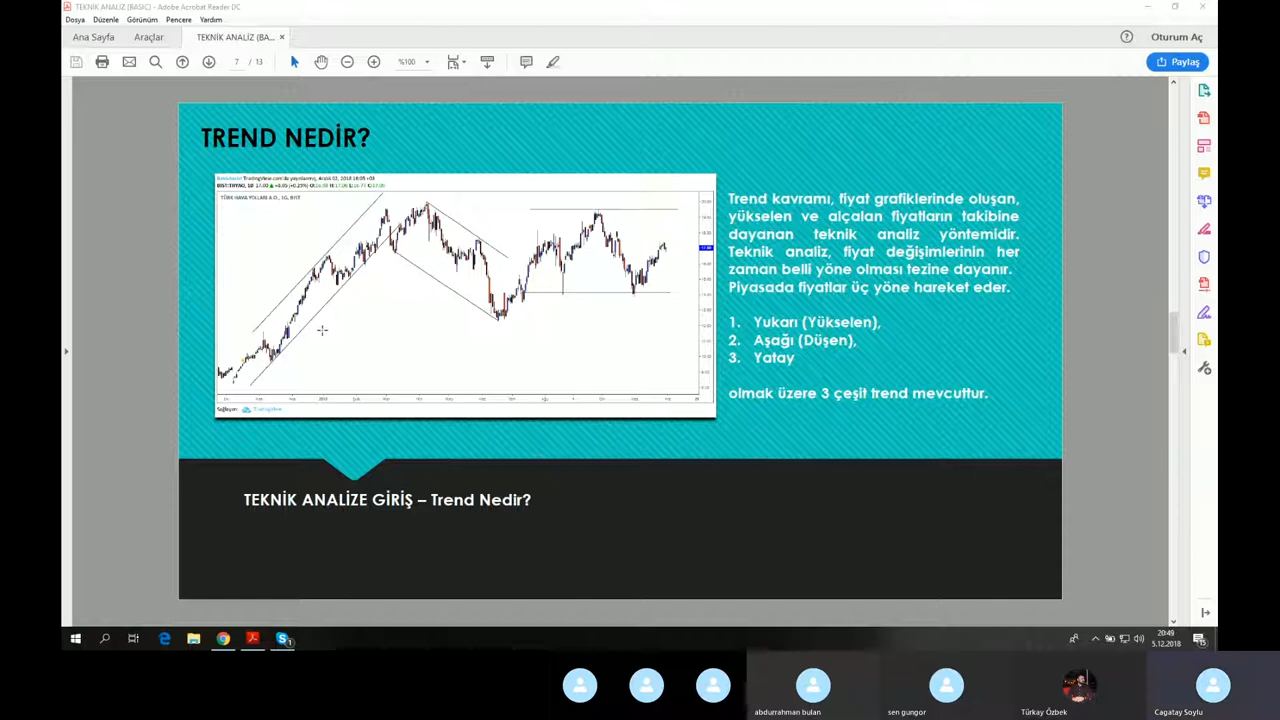 TEKNİK ANALİZ (BASIC) - Adobe Acrobat Reader DC
Dosya Düzenle Görünüm Pencere Yardım
Ana Sayfa Araçlar TEKNİK ANALİZ (BA... × Oturum Aç
7 / 13 %100 Paylaş
TREND NEDİR?
TÜRK HAVA YOLLARI A.O., 1G, BIST
Trend kavramı, fiyat grafiklerinde oluşan,
yükselen ve alçalan fiyatların takibine
dayanan teknik analiz yöntemidir.
Teknik analiz, fiyat değişimlerinin her
zaman belli yöne olması tezine dayanır.
Piyasada fiyatlar üç yöne hareket eder.
1. Yukarı (Yükselen),
2. Aşağı (Düşen),
3. Yatay
olmak üzere 3 çeşit trend mevcuttur.
TradingView
TEKNİK ANALİZE GİRİŞ – Trend Nedir?
20:49
5.12.2018
abdurrahman bulan
sen gungor
Türkay Özbek
Cagatay Soylu